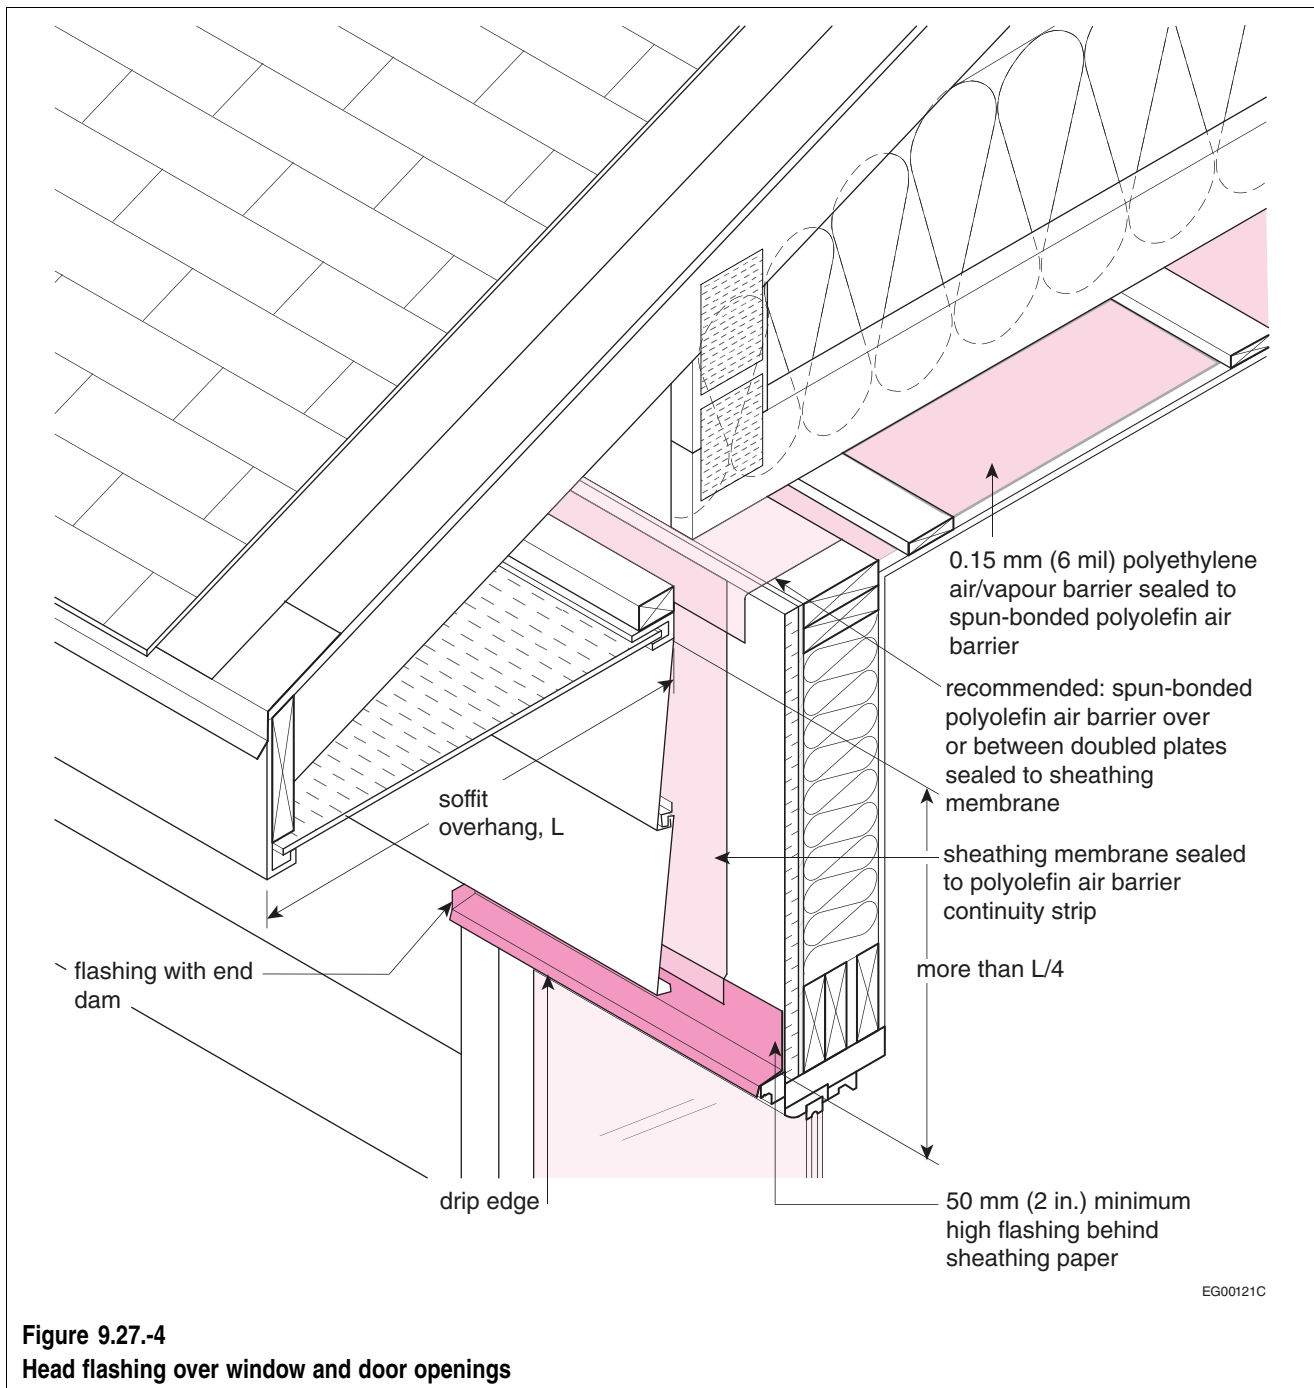 0.15 mm (6 mil) polyethylene
air/vapour barrier sealed to
spun-bonded polyolefin air
barrier
recommended: spun-bonded
polyolefin air barrier over
or between doubled plates
sealed to sheathing
membrane
soffit
overhang, L
sheathing membrane sealed
to polyolefin air barrier
continuity strip
flashing with end
dam
more than L/4
drip edge
50 mm (2 in.) minimum
high flashing behind
sheathing paper
EG00121C
Figure 9.27.-4
Head flashing over window and door openings